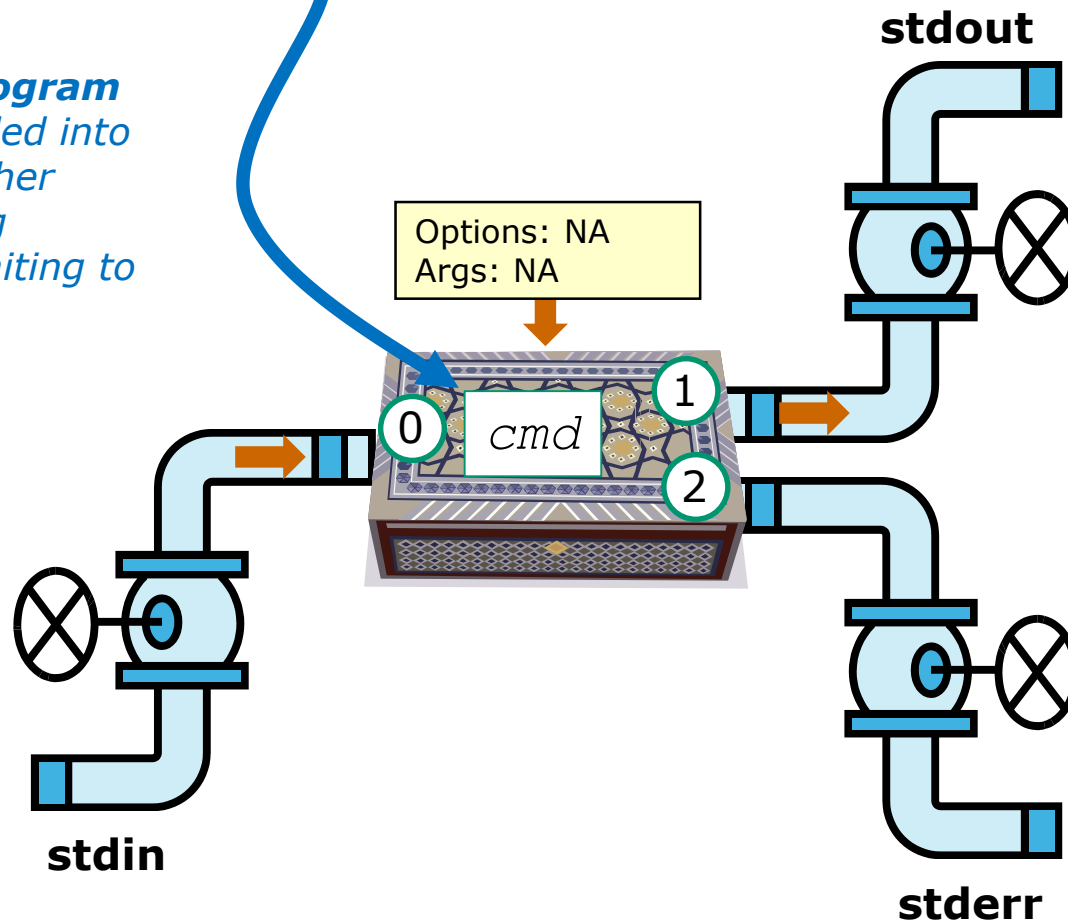 stdout
ogram
led into
her
g
iting to
Options: NA
Args: NA
0
cmd
1
2
stdin
stderr